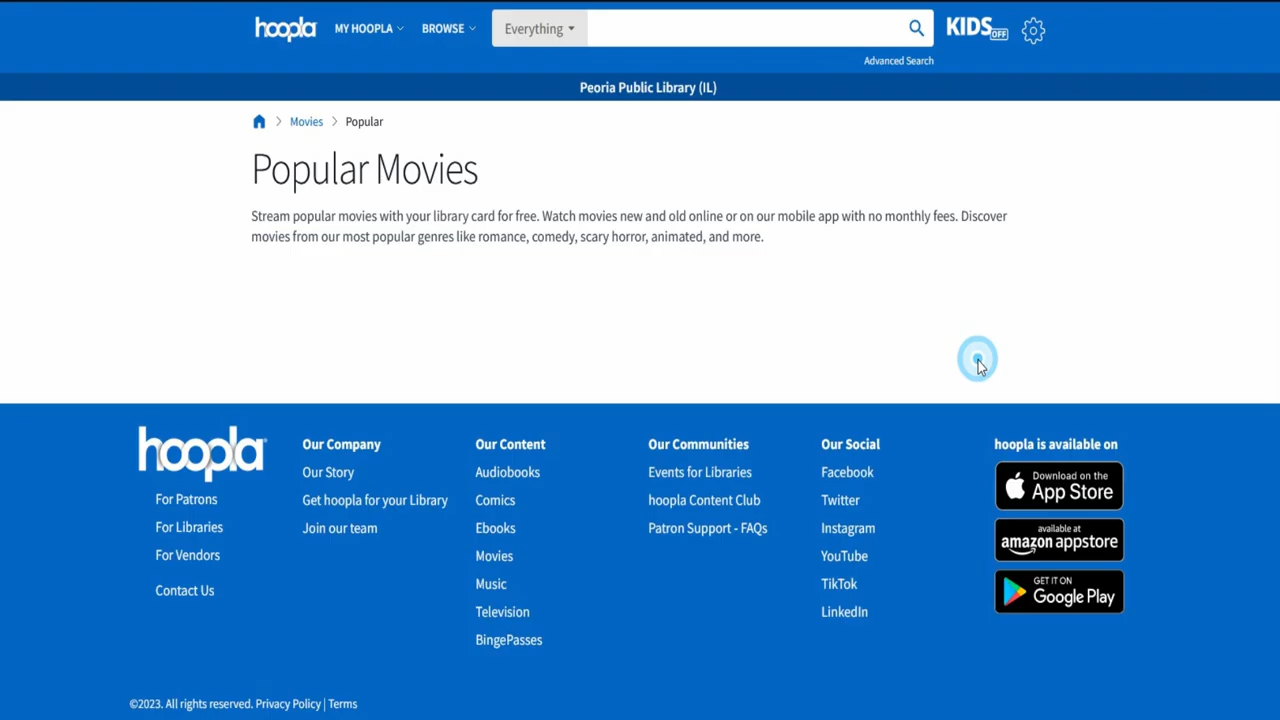 hoopla MY HOOPLA BROWSE Everything KIDS OFF
Advanced Search
Peoria Public Library (IL)
Movies Popular
Popular Movies
Stream popular movies with your library card for free. Watch movies new and old online or on our mobile app with no monthly fees. Discover
movies from our most popular genres like romance, comedy, scary horror, animated, and more.
hoopla
For Patrons
For Libraries
For Vendors
Contact Us
Our Company
Our Story
Get hoopla for your Library
Join our team
Our Content
Audiobooks
Comics
Ebooks
Movies
Music
Television
BingePasses
Our Communities
Events for Libraries
hoopla Content Club
Patron Support - FAQs
Our Social
Facebook
Twitter
Instagram
YouTube
TikTok
LinkedIn
hoopla is available on
Download on the
App Store
available at
amazon appstore
GET IT ON
Google Play
©2023. All rights reserved. Privacy Policy | Terms